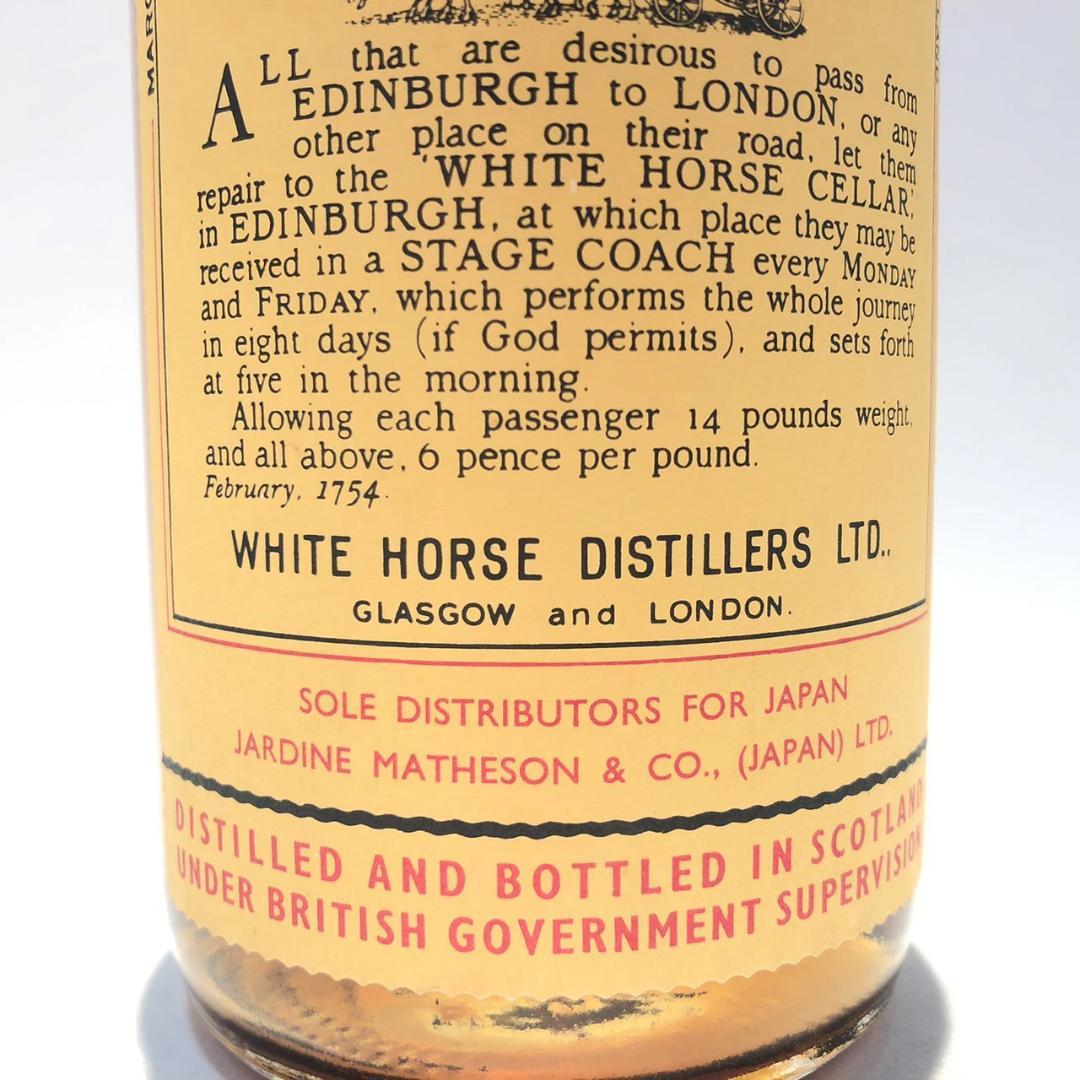 ALL that are desirous to pass from
EDINBURGH to LONDON, or any
other place on their road, let them
repair to the 'WHITE HORSE CELLAR',
in EDINBURGH, at which place they may be
received in a STAGE COACH every MONDAY
and FRIDAY, which performs the whole journey
in eight days (if God permits), and sets forth
at five in the morning.
Allowing each passenger 14 pounds weight,
and all above, 6 pence per pound.
February, 1754.
WHITE HORSE DISTILLERS LTD.,
GLASGOW and LONDON.
SOLE DISTRIBUTORS FOR JAPAN
JARDINE MATHESON & CO., (JAPAN) LTD.
DISTILLED AND BOTTLED IN SCOTLAND
UNDER BRITISH GOVERNMENT SUPERVISION